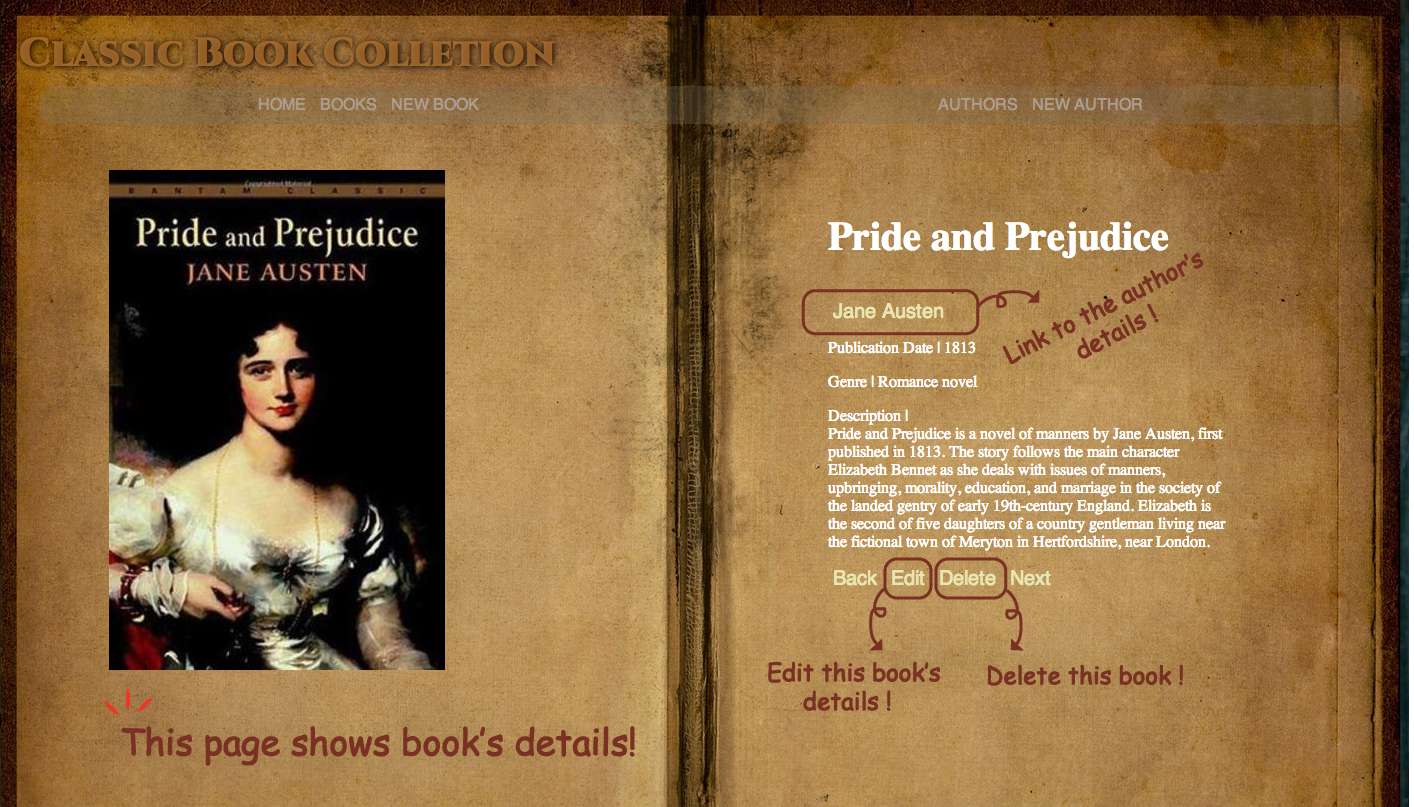 Classic Book Colletion
HOME BOOKS NEW BOOK
AUTHORS NEW AUTHOR
Copyrighted Material
BANTAM CLASSIC
Pride and Prejudice
JANE AUSTEN
This page shows book's details!
Pride and Prejudice
Jane Austen
Link to the author's
details !
Publication Date | 1813
Genre | Romance novel
Description |
Pride and Prejudice is a novel of manners by Jane Austen, first
published in 1813. The story follows the main character
Elizabeth Bennet as she deals with issues of manners,
upbringing, morality, education, and marriage in the society of
the landed gentry of early 19th-century England. Elizabeth is
the second of five daughters of a country gentleman living near
the fictional town of Meryton in Hertfordshire, near London.
Back Edit Delete Next
Edit this book's
details !
Delete this book !